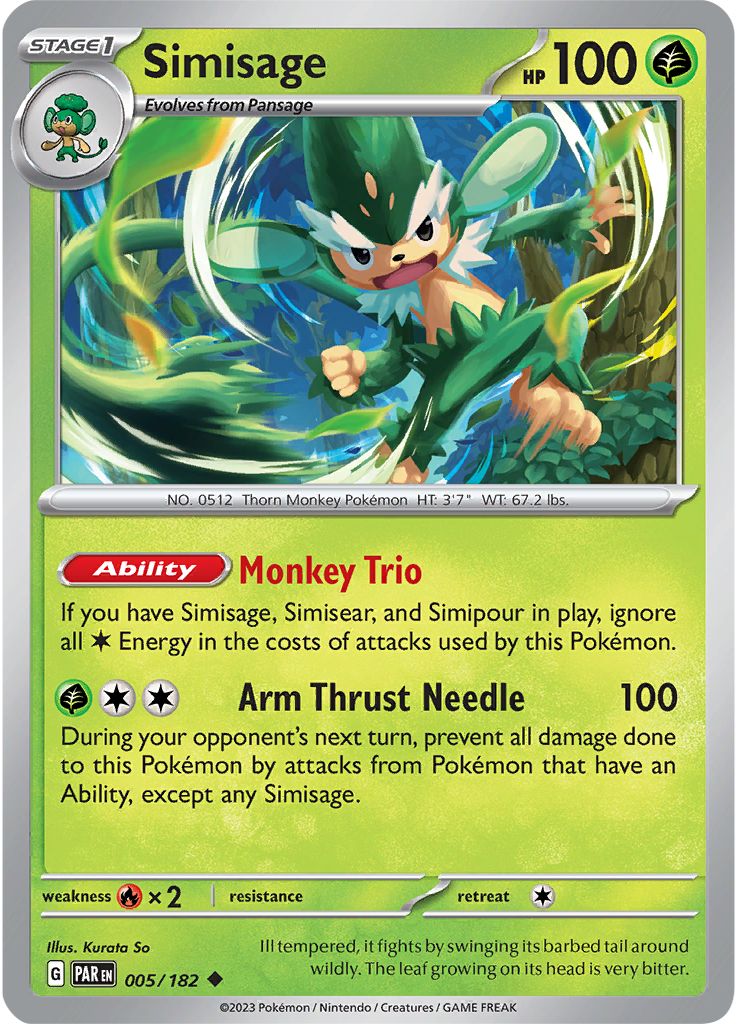 STAGE1
Simisage
HP 100
Evolves from Pansage
NO. 0512 Thorn Monkey Pokémon HT: 3'7" WT: 67.2 lbs.
Ability Monkey Trio
If you have Simisage, Simisear, and Simipour in play, ignore
all Energy in the costs of attacks used by this Pokémon.
Arm Thrust Needle 100
During your opponent's next turn, prevent all damage done
to this Pokémon by attacks from Pokémon that have an
Ability, except any Simisage.
weakness ×2 resistance retreat
Illus. Kurata So
G PAR EN 005/182
Ill tempered, it fights by swinging its barbed tail around
wildly. The leaf growing on its head is very bitter.
©2023 Pokémon / Nintendo / Creatures / GAME FREAK